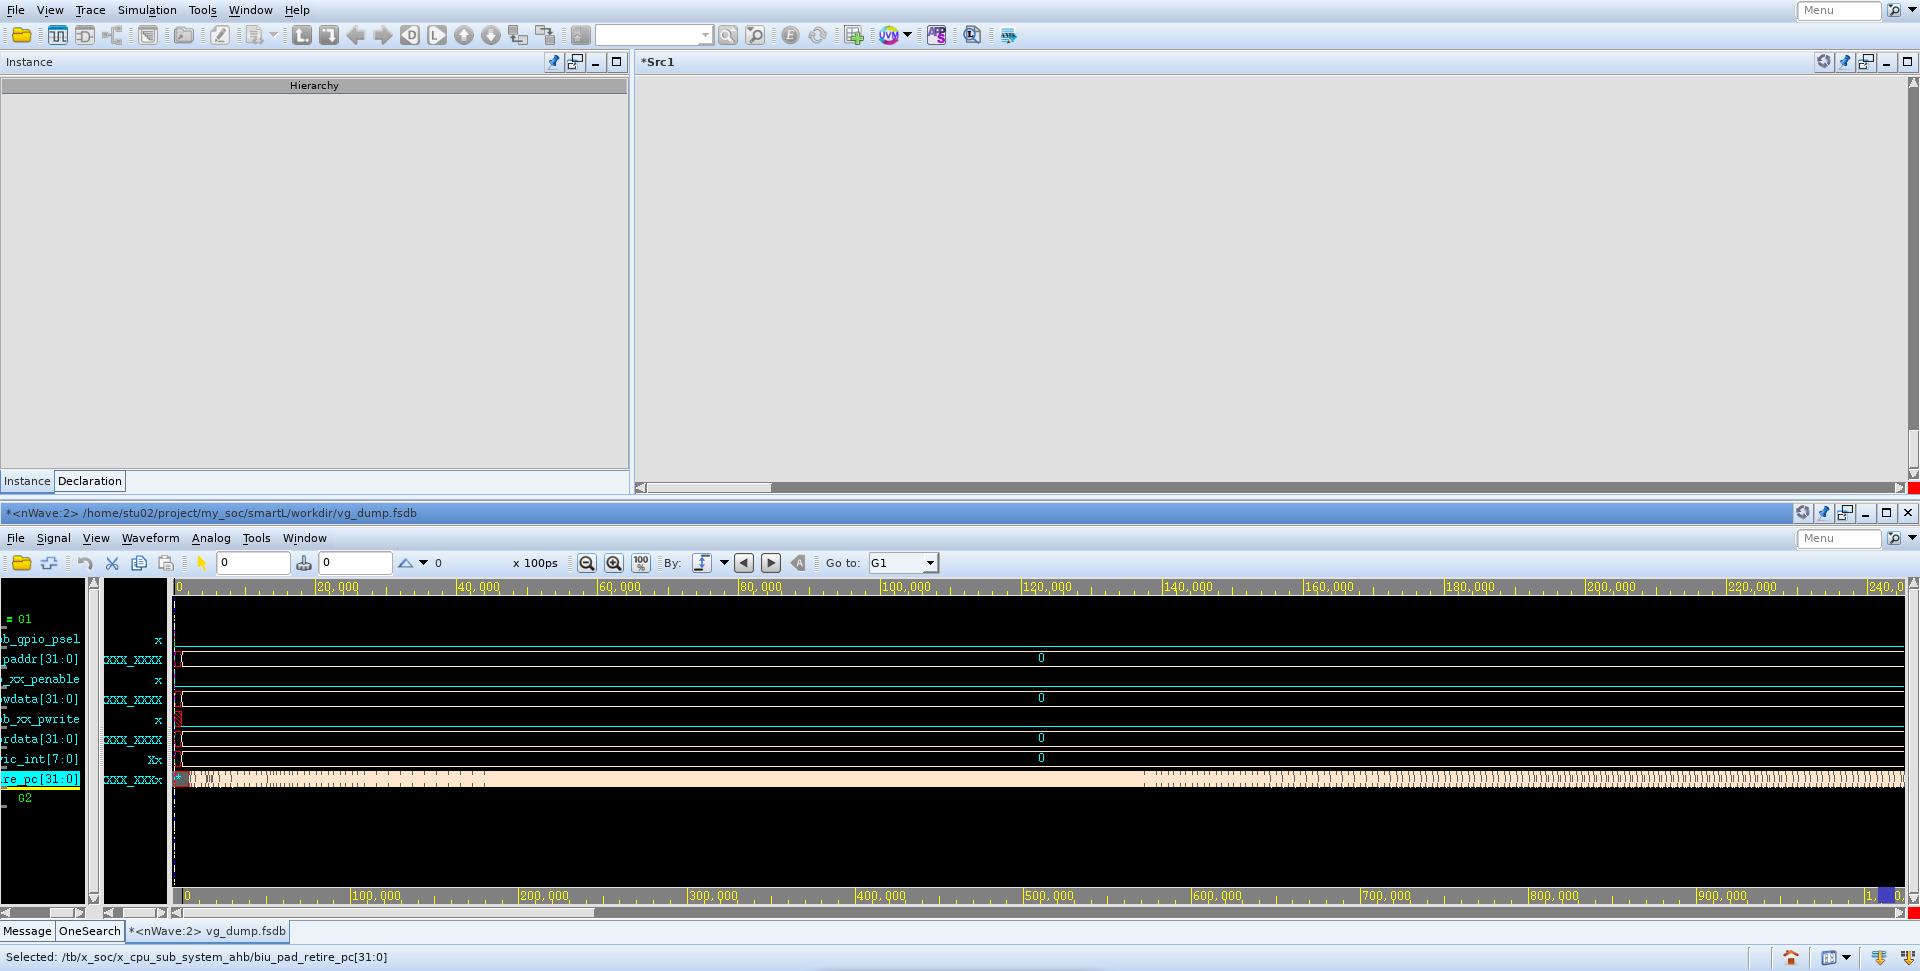 File View Trace Simulation Tools Window Help Menu
Instance
*Src1
Hierarchy
Instance Declaration
*<nWave:2> /home/stu02/project/my_soc/smartL/workdir/vg_dump.fsdb
File Signal View Waveform Analog Tools Window Menu
0 0 0 x 100ps 100% By: Go to: G1
0 20,000 40,000 60,000 80,000 100,000 120,000 140,000 160,000 180,000 200,000 220,000 240,0
= G1
b_gpio_psel x
paddr[31:0] XXX_XXXX 0
_xx_penable x
wdata[31:0] XXX_XXXX 0
b_xx_pwrite x
rdata[31:0] XXX_XXXX 0
ic_int[7:0] Xx 0
re_pc[31:0] XXX_XXXx
G2
0 100,000 200,000 300,000 400,000 500,000 600,000 700,000 800,000 900,000 1,
Message OneSearch *<nWave:2> vg_dump.fsdb
Selected: /tb/x_soc/x_cpu_sub_system_ahb/biu_pad_retire_pc[31:0]